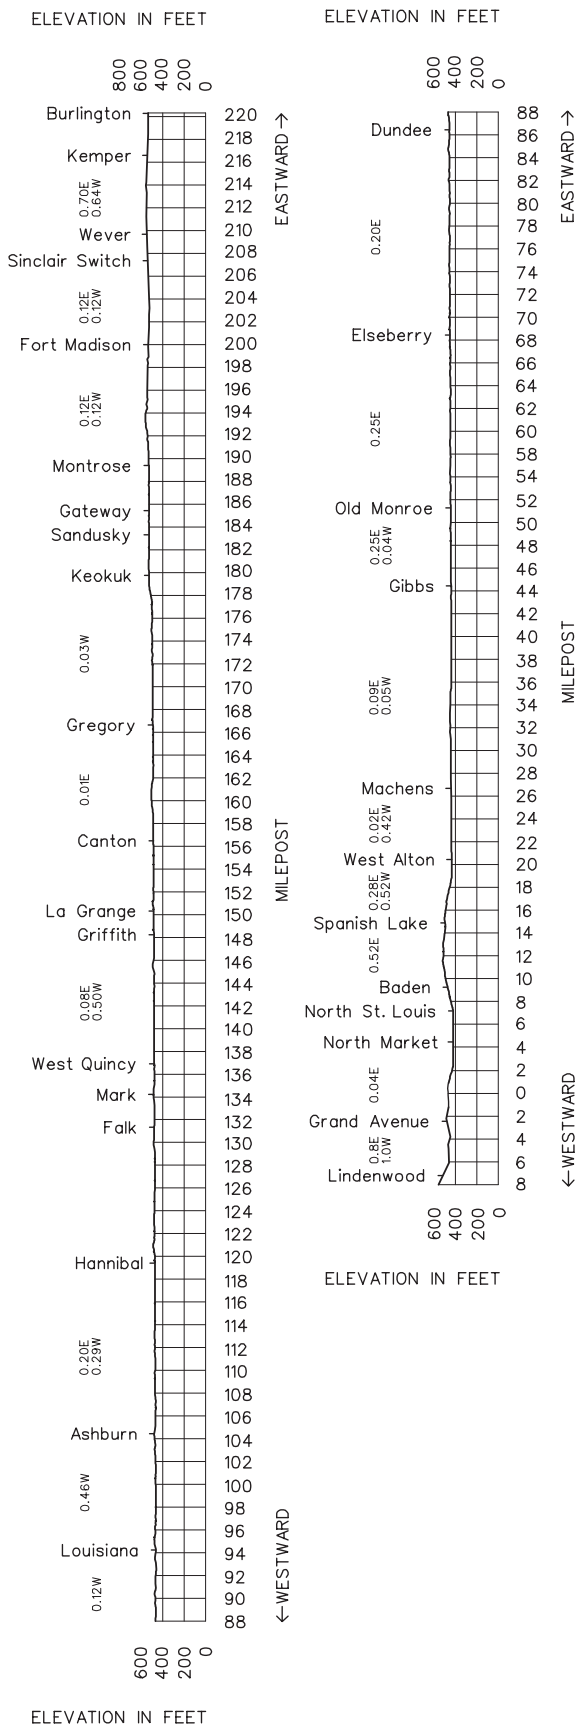 ELEVATION IN FEET
800 600 400 200 0
Burlington 220
218
Kemper 216
0.70E 214
0.64W 212
Wever 210
Sinclair Switch 208
206
0.12E 204
0.12W 202
Fort Madison 200
198
196
0.12E 194
0.12W 192
190
Montrose
188
186
Gateway
184
Sandusky
182
Keokuk 180
178
176
0.03W 174
172
170
168
Gregory 166
164
0.01E 162
160
158
Canton 156
154
152
La Grange 150
Griffith 148
146
0.08E 144
0.50W 142
140
138
West Quincy 136
Mark 134
132
Falk
130
128
126
124
122
Hannibal 120
118
116
114
0.20E 112
0.29W 110
108
106
Ashburn 104
102
0.46W 100
98
96
Louisiana 94
92
0.12W 90
88
600 400 200 0
ELEVATION IN FEET
EASTWARD→
MILEPOST
←WESTWARD
ELEVATION IN FEET
600 400 200 0
88
Dundee 86
84
82
80
0.20E 78
76
74
72
70
Elseberry 68
66
64
62
0.25E 60
58
56
54
52
Old Monroe 50
0.25E 48
0.04W 46
Gibbs 44
42
40
38
0.09E 36
0.05W 34
32
30
28
Machens 26
0.02E 24
0.42W 22
West Alton 20
0.28E 18
0.52W 16
Spanish Lake 14
0.52E 12
10
Baden 8
North St. Louis
6
North Market 4
2
0.04E 0
Grand Avenue 2
0.8E 4
1.0W 6
Lindenwood 8
600 400 200 0
ELEVATION IN FEET
EASTWARD→
MILEPOST
←WESTWARD